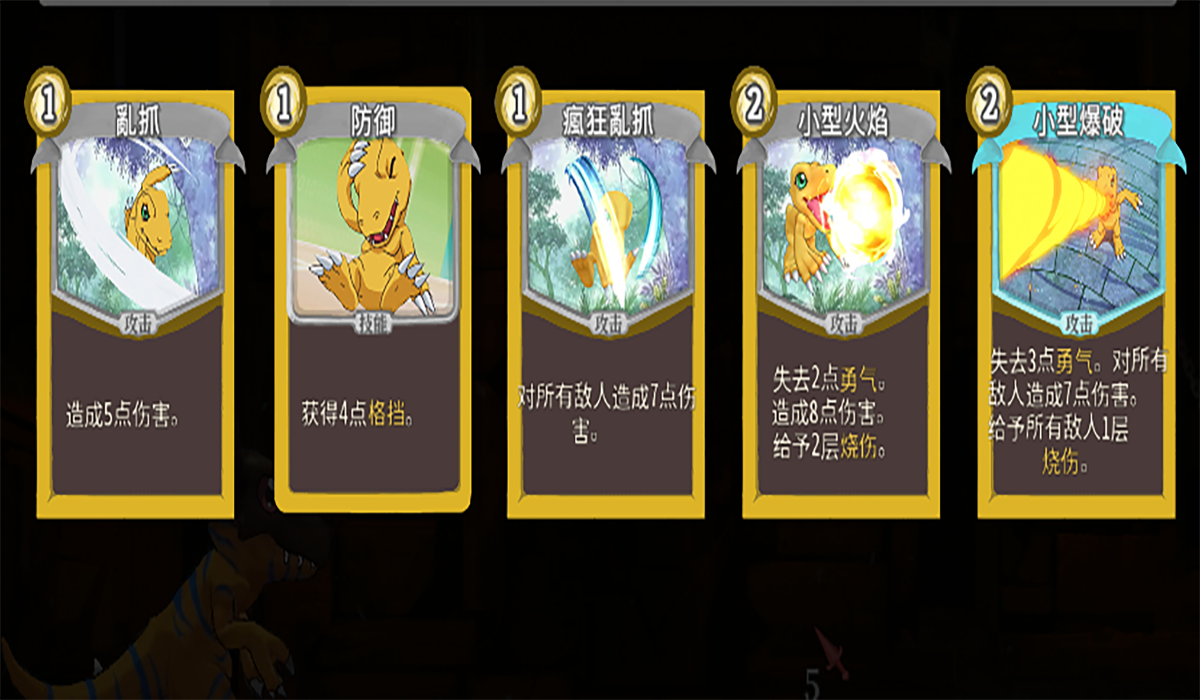 1
亂抓
攻击
造成5点伤害。
1
防御
技能
获得4点格挡。
1
瘋狂亂抓
攻击
对所有敌人造成7点伤
害。
2
小型火焰
攻击
失去2点勇气。
造成8点伤害。
给予2层烧伤。
2
小型爆破
攻击
失去3点勇气。对所有
敌人造成7点伤害。
给予所有敌人1层
烧伤。
5